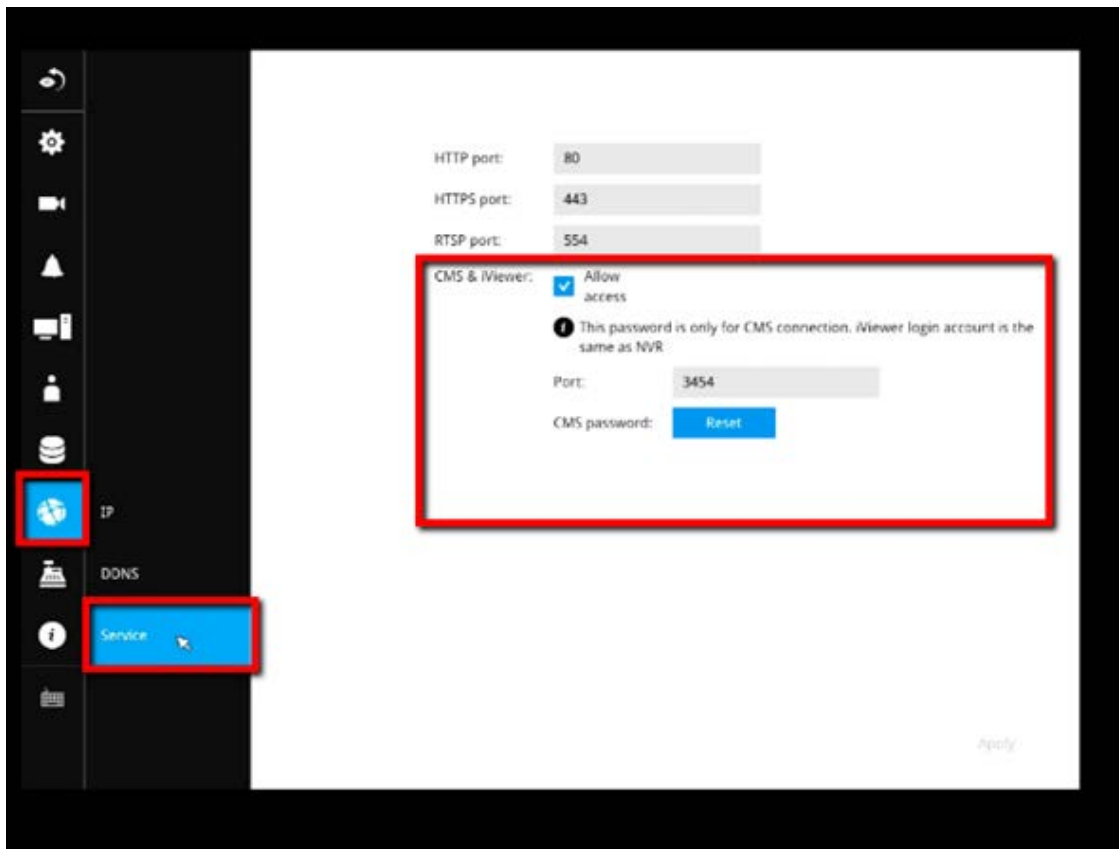 HTTP port: 80
HTTPS port: 443
RTSP port: 554
CMS & iViewer: Allow
access
This password is only for CMS connection. iViewer login account is the
same as NVR
Port: 3454
CMS password: Reset
IP
DDNS
Service
Apply